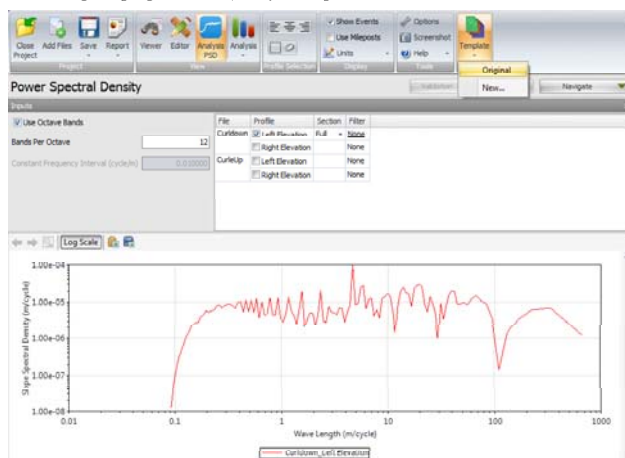 Close Project
Add Files
Save
Report
Viewer
Editor
Analysis PSD
Analysis
Show Events
Use Mileposts
Units
Options
Screenshot
Help
Template
Project
View
Profile Selection
Display
Tools
Original
New...
Power Spectral Density
Navigate
Inputs
Use Octave Bands
Bands Per Octave 12
Constant Frequency Interval (cycle/m) 0.010000
File Profile Section Filter
Curldown Left Elevation Full None
Right Elevation None
CurleUp Left Elevation None
Right Elevation None
Log Scale
Slope Spectral Density (m/cycle)
1.00e-04
1.00e-05
1.00e-06
1.00e-07
1.00e-08
0.01 0.1 1 10 100 1000
Wave Length (m/cycle)
Curldown_Left Elevation